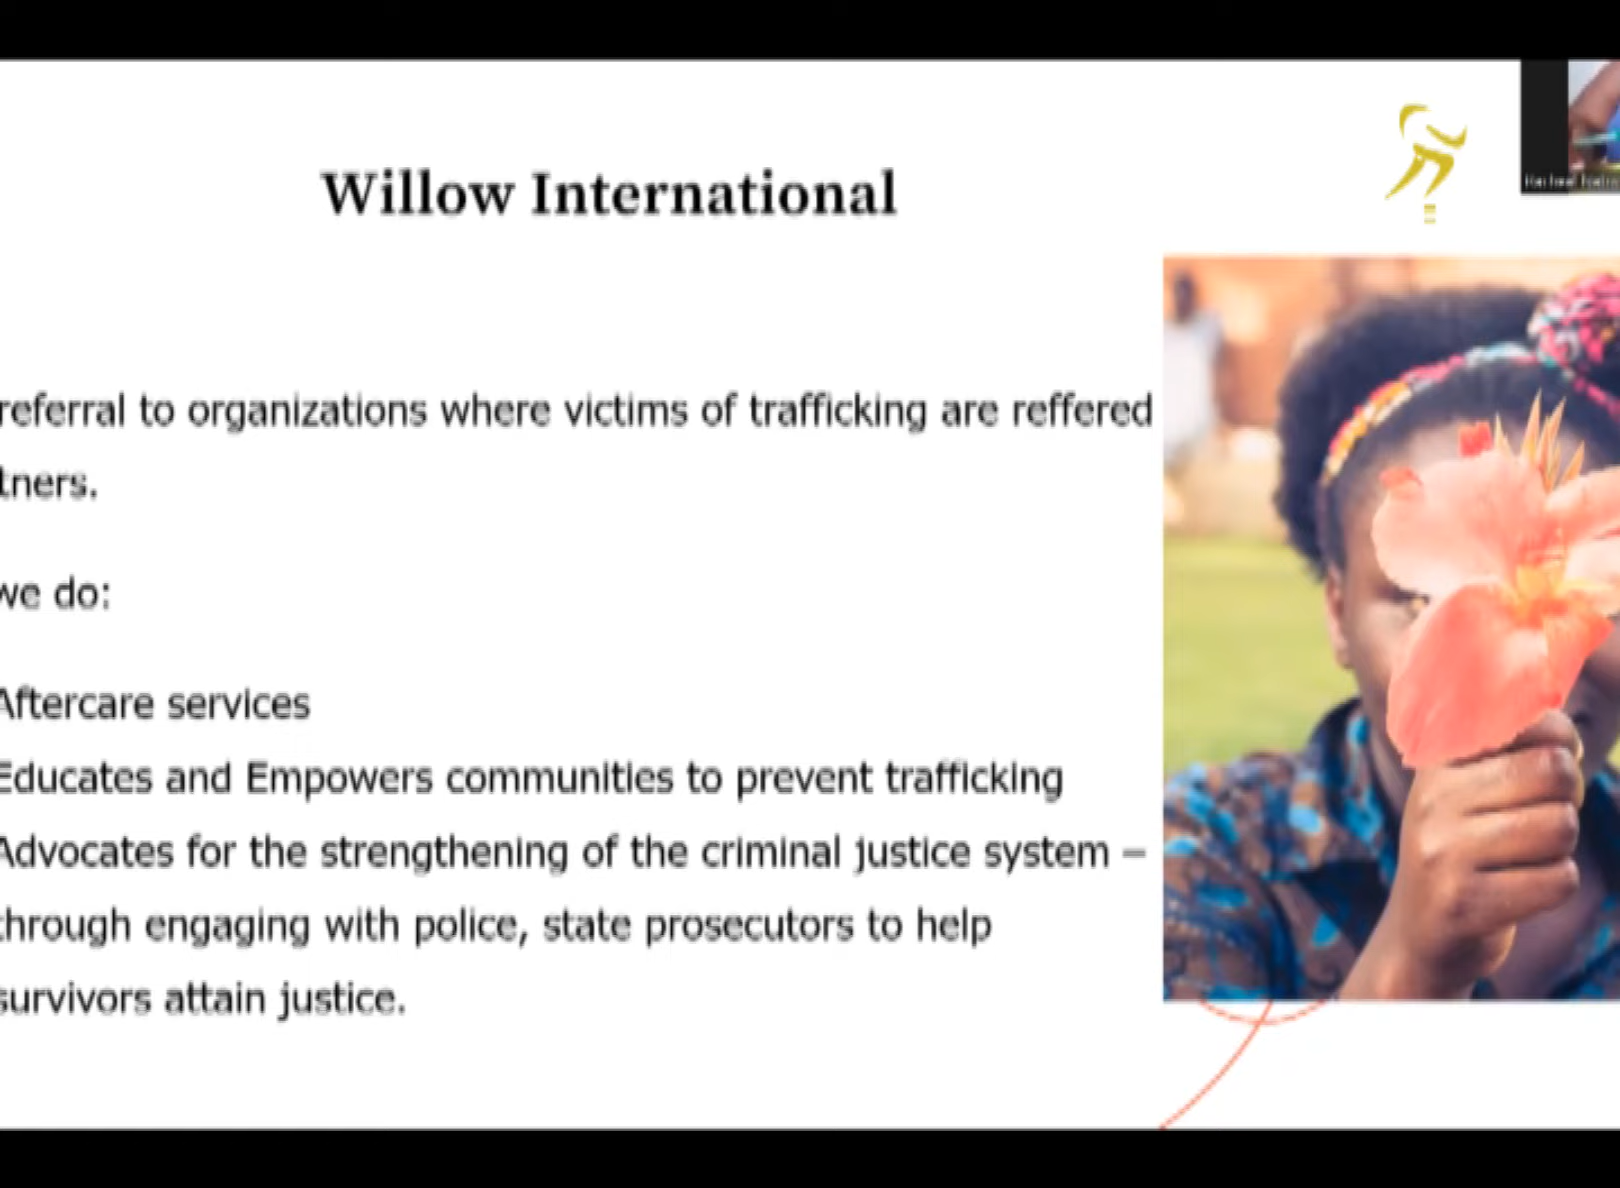 Willow International
referral to organizations where victims of trafficking are reffered
tners.
we do:
Aftercare services
Educates and Empowers communities to prevent trafficking
Advocates for the strengthening of the criminal justice system –
through engaging with police, state prosecutors to help
survivors attain justice.